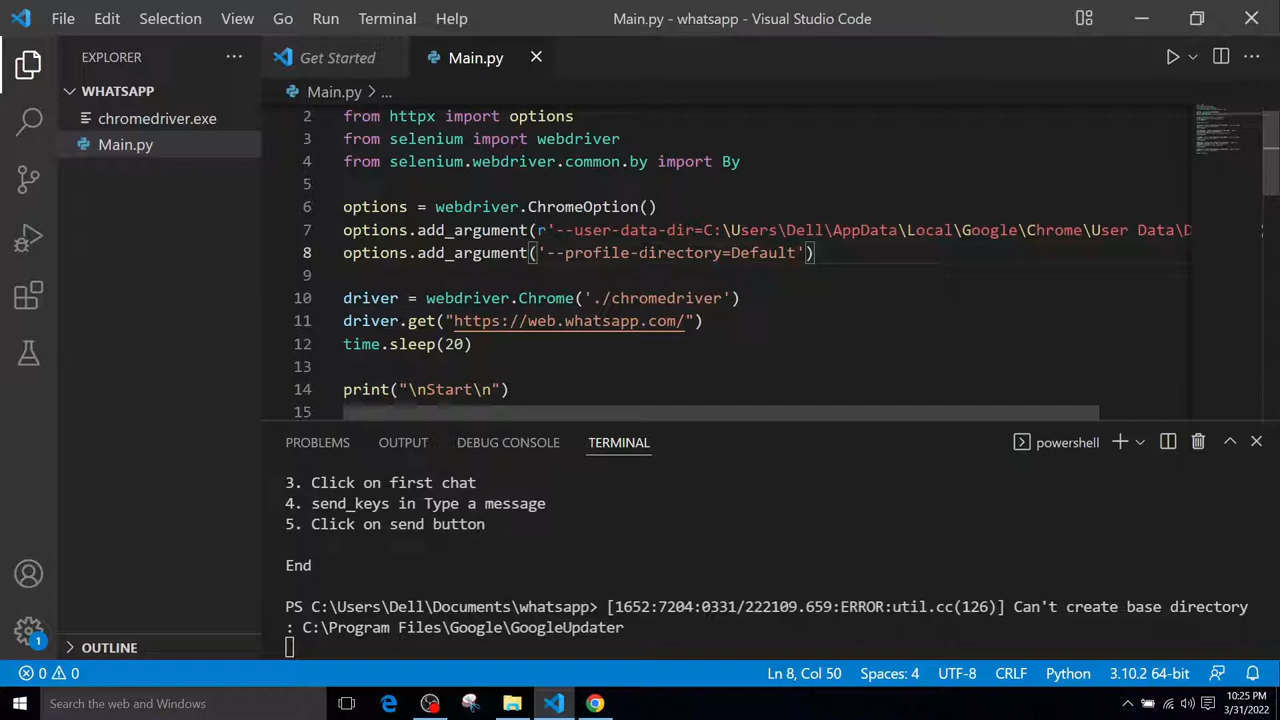 File Edit Selection View Go Run Terminal Help Main.py - whatsapp - Visual Studio Code
EXPLORER ... Get Started Main.py
WHATSAPP
Main.py > ...
chromedriver.exe
Main.py
2 from httpx import options
3 from selenium import webdriver
4 from selenium.webdriver.common.by import By
5
6 options = webdriver.ChromeOption()
7 options.add_argument(r'--user-data-dir=C:\Users\Dell\AppData\Local\Google\Chrome\User Data\D
8 options.add_argument('--profile-directory=Default')
9
10 driver = webdriver.Chrome('./chromedriver')
11 driver.get("https://web.whatsapp.com/")
12 time.sleep(20)
13
14 print("\nStart\n")
15
PROBLEMS OUTPUT DEBUG CONSOLE TERMINAL powershell
3. Click on first chat
4. send_keys in Type a message
5. Click on send button
End
PS C:\Users\Dell\Documents\whatsapp> [1652:7204:0331/222109.659:ERROR:util.cc(126)] Can't create base directory
: C:\Program Files\Google\GoogleUpdater
1
OUTLINE
0 0 Ln 8, Col 50 Spaces: 4 UTF-8 CRLF Python 3.10.2 64-bit
Search the Web and Windows
10:25 PM
3/31/2022